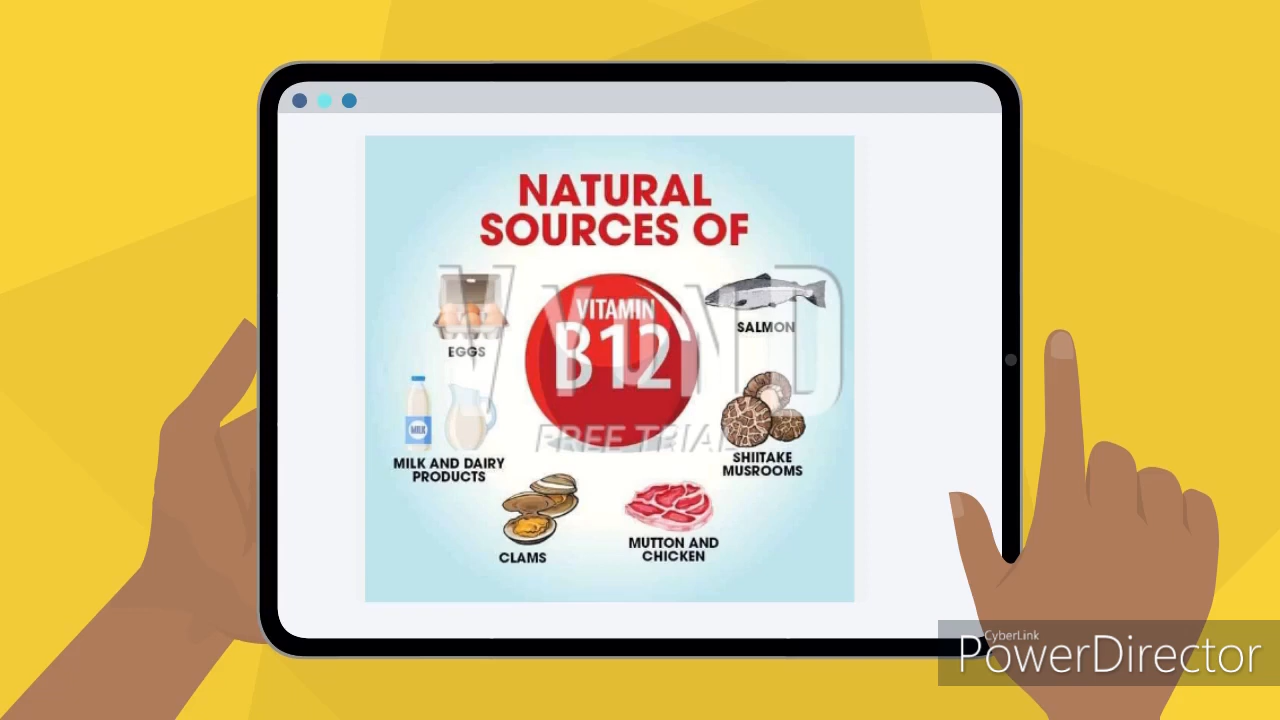 NATURAL
SOURCES OF
VITAMIN
B12
EGGS
SALMON
MILK
MILK AND DAIRY
PRODUCTS
SHIITAKE
MUSROOMS
CLAMS
MUTTON AND
CHICKEN
VYOND
FREE TRIAL
CyberLink
PowerDirector